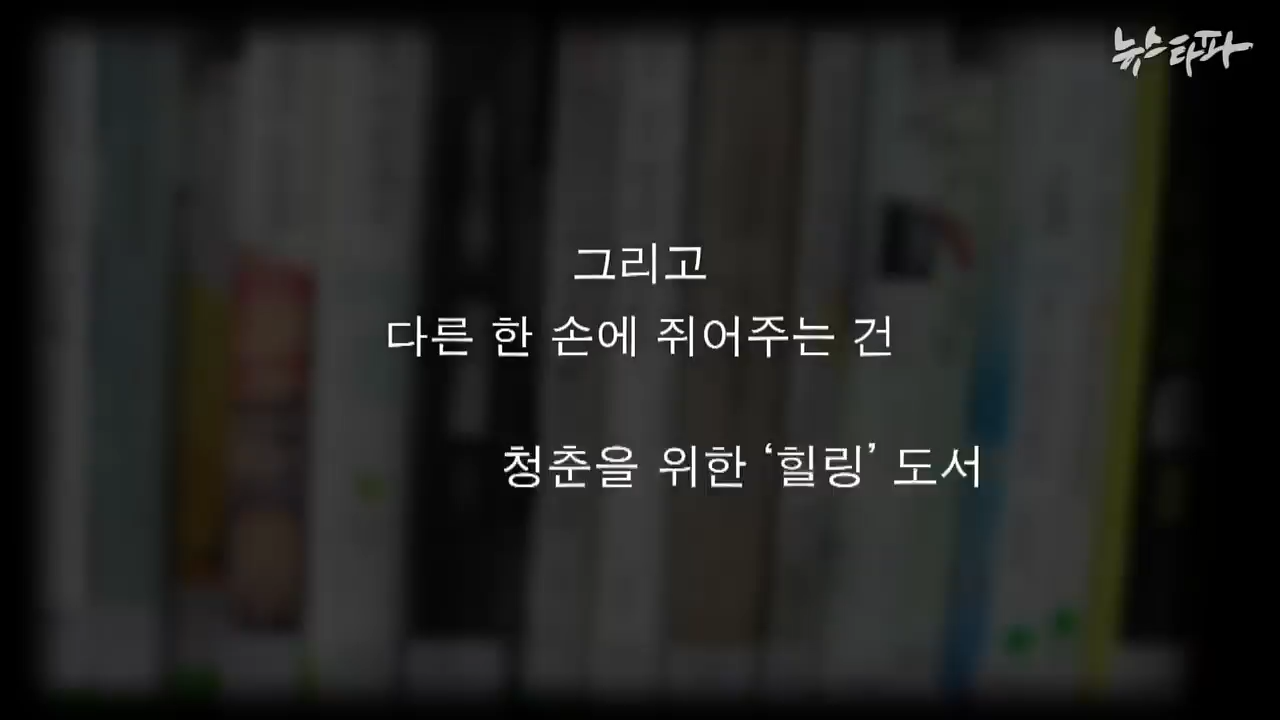 뉴스타파
그리고
다른 한 손에 쥐어주는 건
청춘을 위한 ‘힐링’ 도서